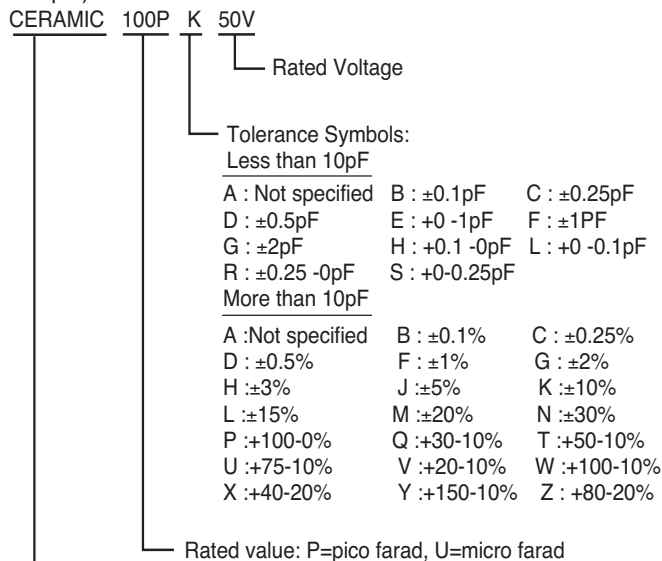 CERAMIC 100P K 50V
Rated Voltage
Tolerance Symbols:
Less than 10pF
A : Not specified B : ±0.1pF C : ±0.25pF
D : ±0.5pF E : +0 -1pF F : ±1PF
G : ±2pF H : +0.1 -0pF L : +0 -0.1pF
R : ±0.25 -0pF S : +0-0.25pF
More than 10pF
A :Not specified B : ±0.1% C : ±0.25%
D : ±0.5% F : ±1% G : ±2%
H :±3% J :±5% K :±10%
L :±15% M :±20% N :±30%
P :+100-0% Q :+30-10% T :+50-10%
U :+75-10% V :+20-10% W :+100-10%
X :+40-20% Y :+150-10% Z : +80-20%
Rated value: P=pico farad, U=micro farad